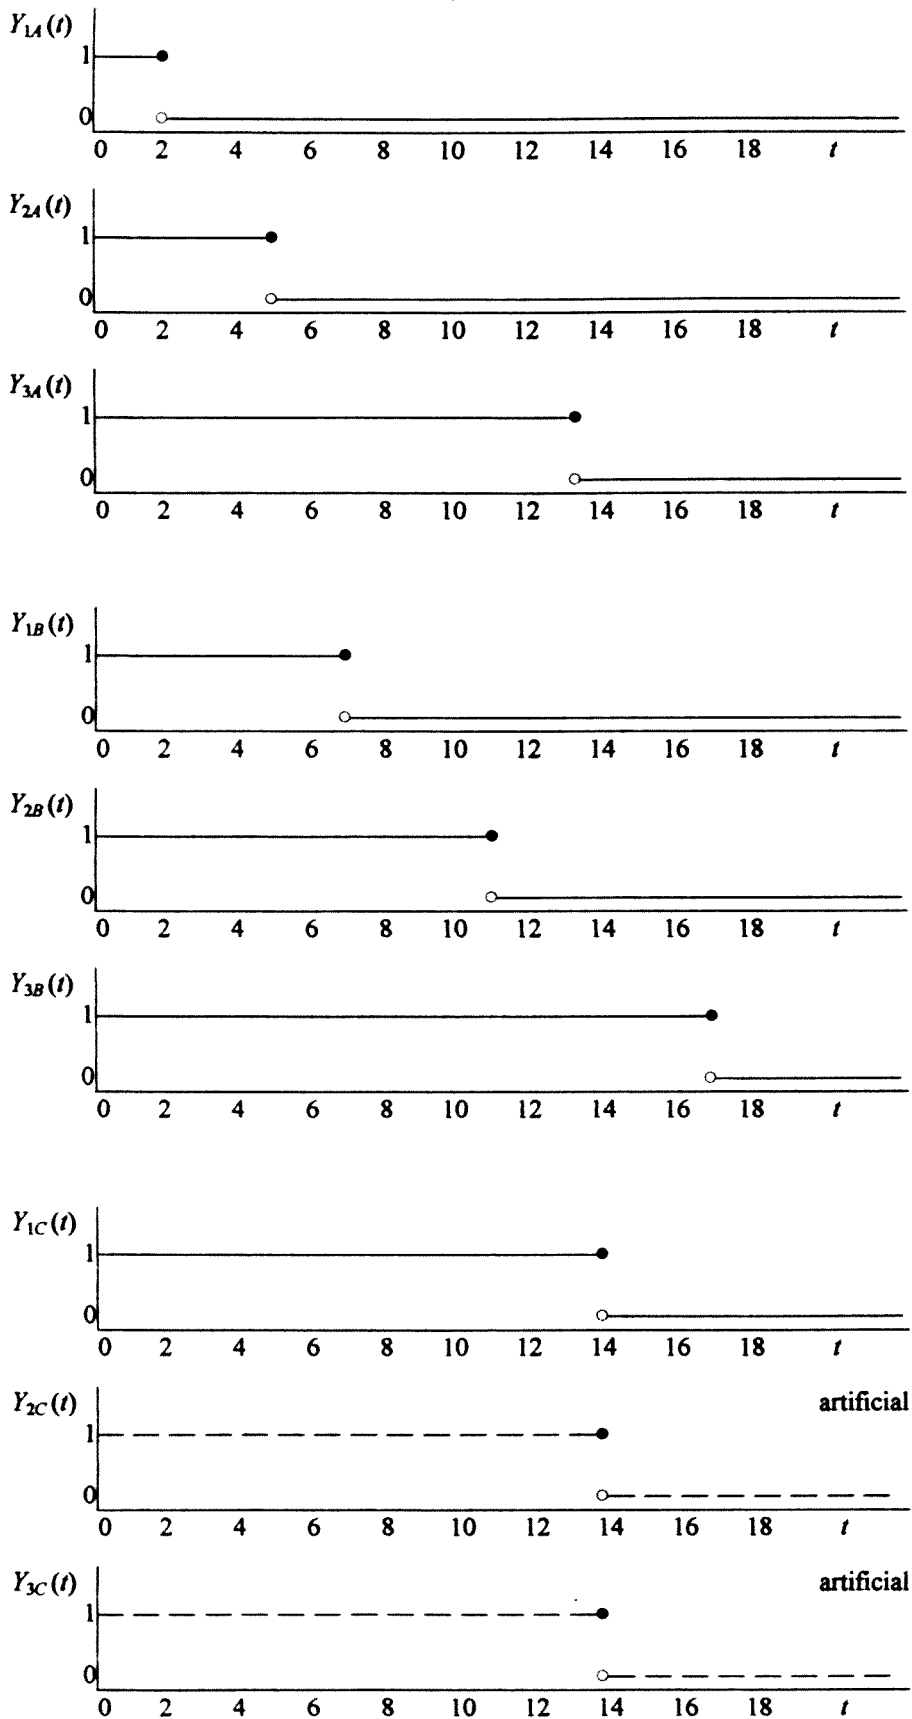 Y1A(t)
1
0
0 2 4 6 8 10 12 14 16 18 t
Y2A(t)
1
0
0 2 4 6 8 10 12 14 16 18 t
Y3A(t)
1
0
0 2 4 6 8 10 12 14 16 18 t
Y1B(t)
1
0
0 2 4 6 8 10 12 14 16 18 t
Y2B(t)
1
0
0 2 4 6 8 10 12 14 16 18 t
Y3B(t)
1
0
0 2 4 6 8 10 12 14 16 18 t
Y1C(t)
1
0
0 2 4 6 8 10 12 14 16 18 t
Y2C(t) artificial
1
0
0 2 4 6 8 10 12 14 16 18 t
Y3C(t) artificial
1
0
0 2 4 6 8 10 12 14 16 18 t